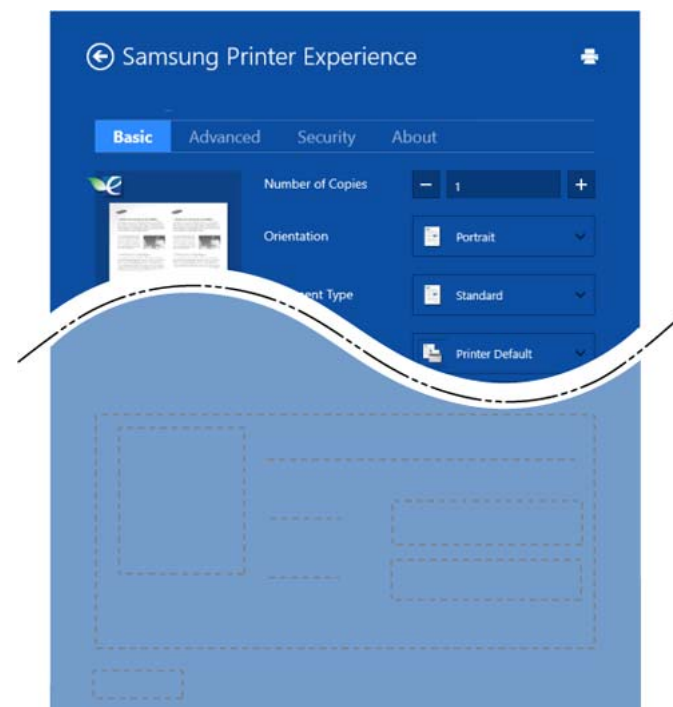 Samsung Printer Experience
Basic Advanced Security About
Number of Copies 1
Orientation Portrait
ent Type Standard
Printer Default